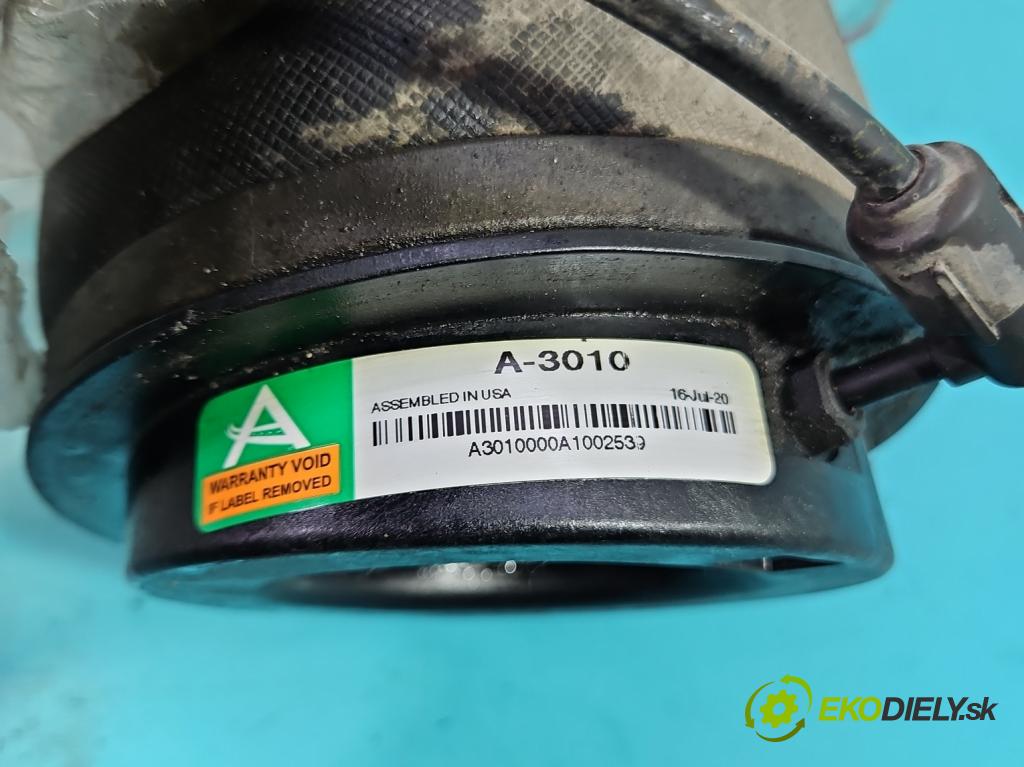 A-3010
ASSEMBLED IN USA 16-Jul-20
A3010000A1002539
A
WARRANTY VOID
IF LABEL REMOVED
EKODIELY.sk